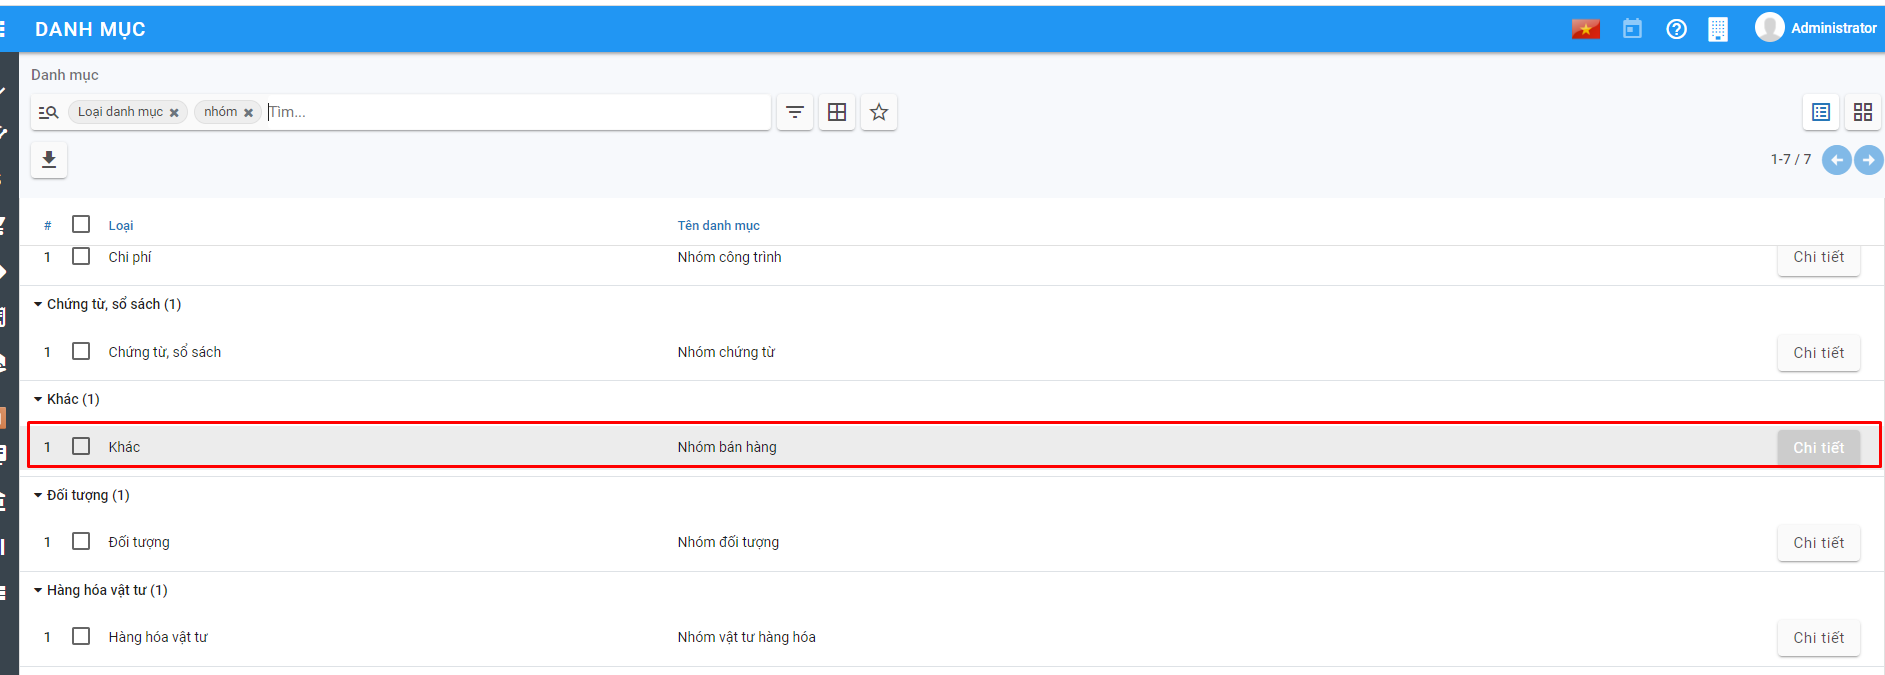 DANH MỤC
Administrator
Danh mục
Loại danh mục × nhóm × Tìm...
1-7 / 7
# Loại Tên danh mục
1 Chi phí Nhóm công trình Chi tiết
Chứng từ, sổ sách (1)
1 Chứng từ, sổ sách Nhóm chứng từ Chi tiết
Khác (1)
1 Khác Nhóm bán hàng Chi tiết
Đối tượng (1)
1 Đối tượng Nhóm đối tượng Chi tiết
Hàng hóa vật tư (1)
1 Hàng hóa vật tư Nhóm vật tư hàng hóa Chi tiết